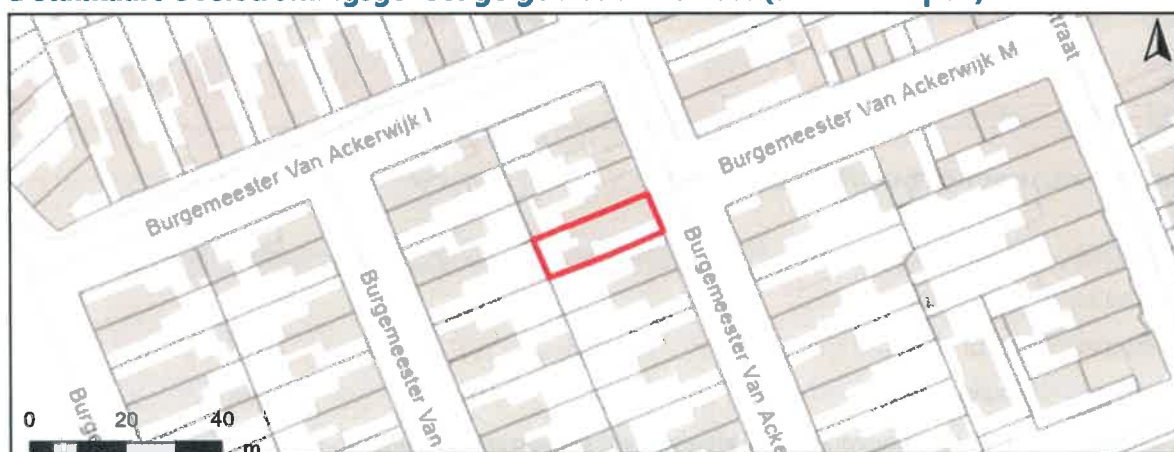 Burgemeester Van Ackerwijk M
Burgemeester Van Ackerwijk I
Burgemeester Van
Burgemeester Van Acke
0 20 40
m